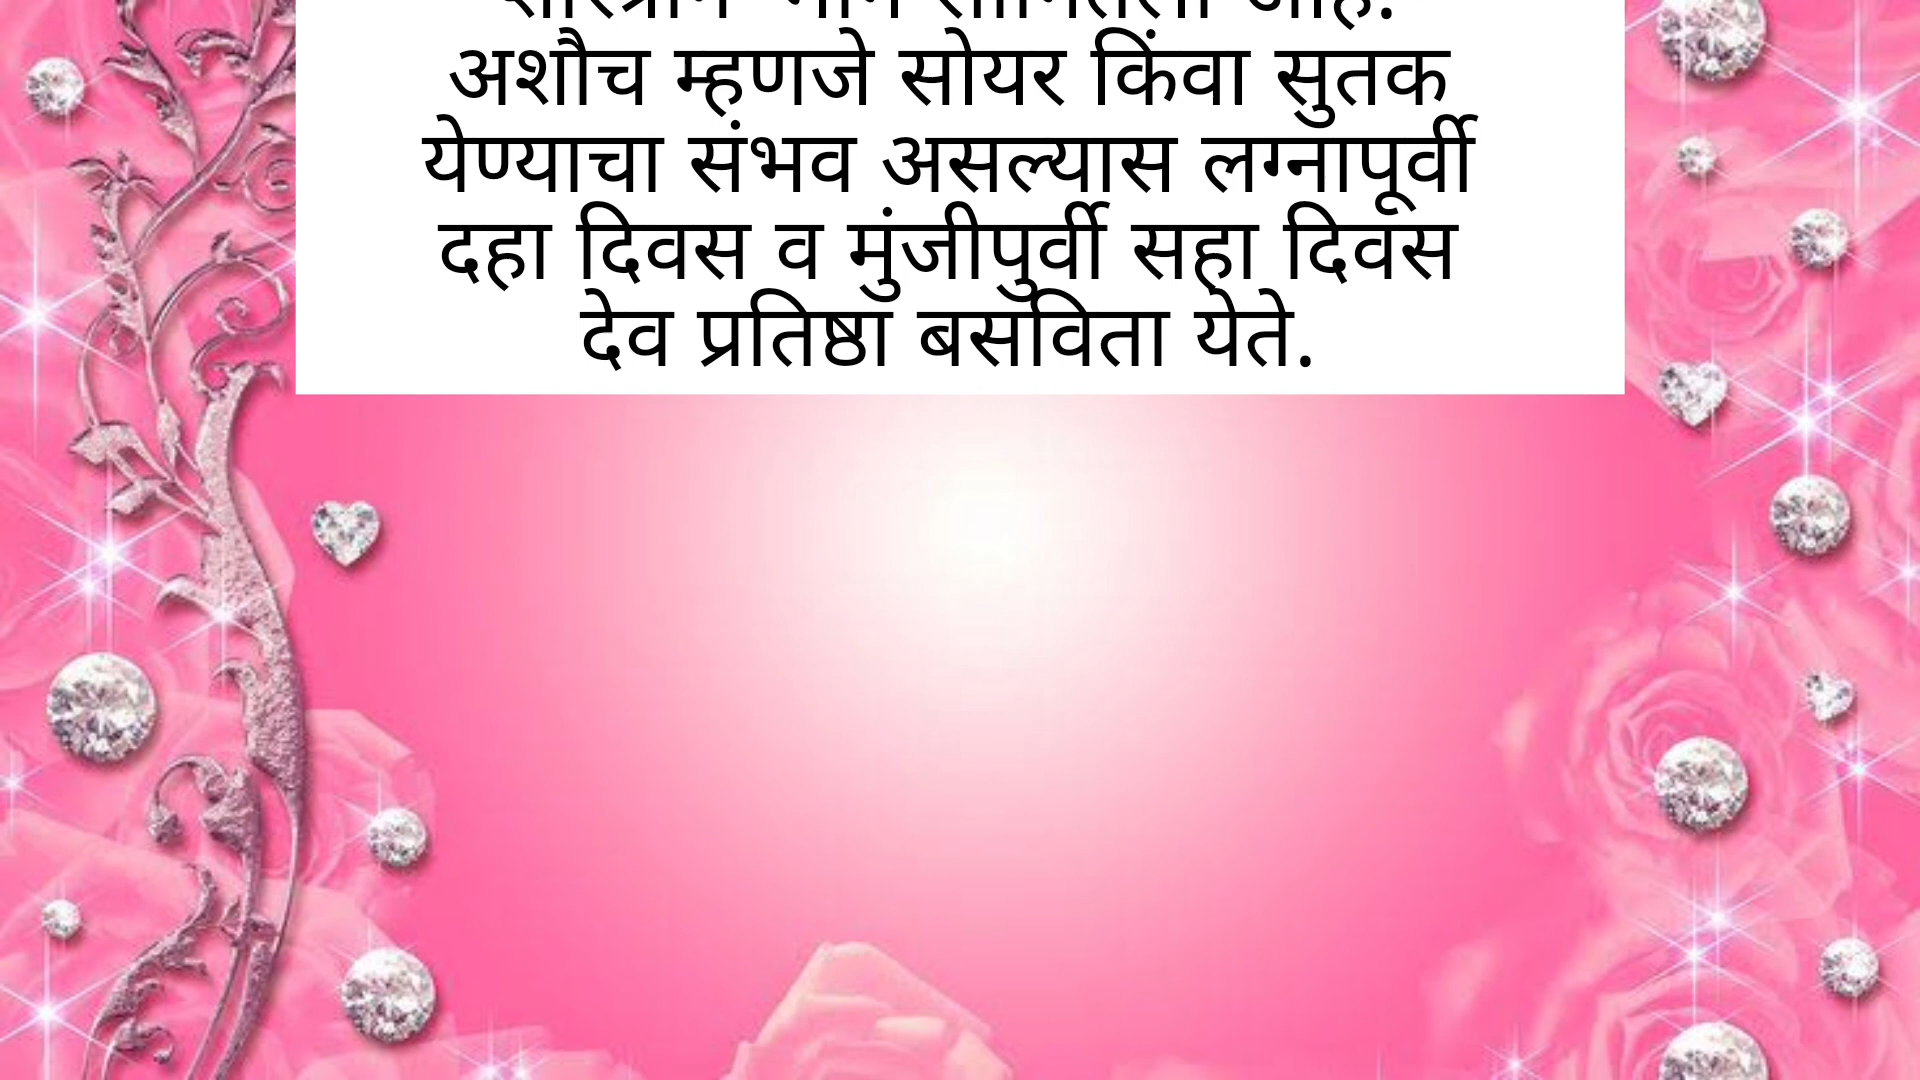 अशौच म्हणजे सोयर किंवा सुतक
येण्याचा संभव असल्यास लग्नापूर्वी
दहा दिवस व मुंजीपुर्वी सहा दिवस
देव प्रतिष्ठा बसविता येते.